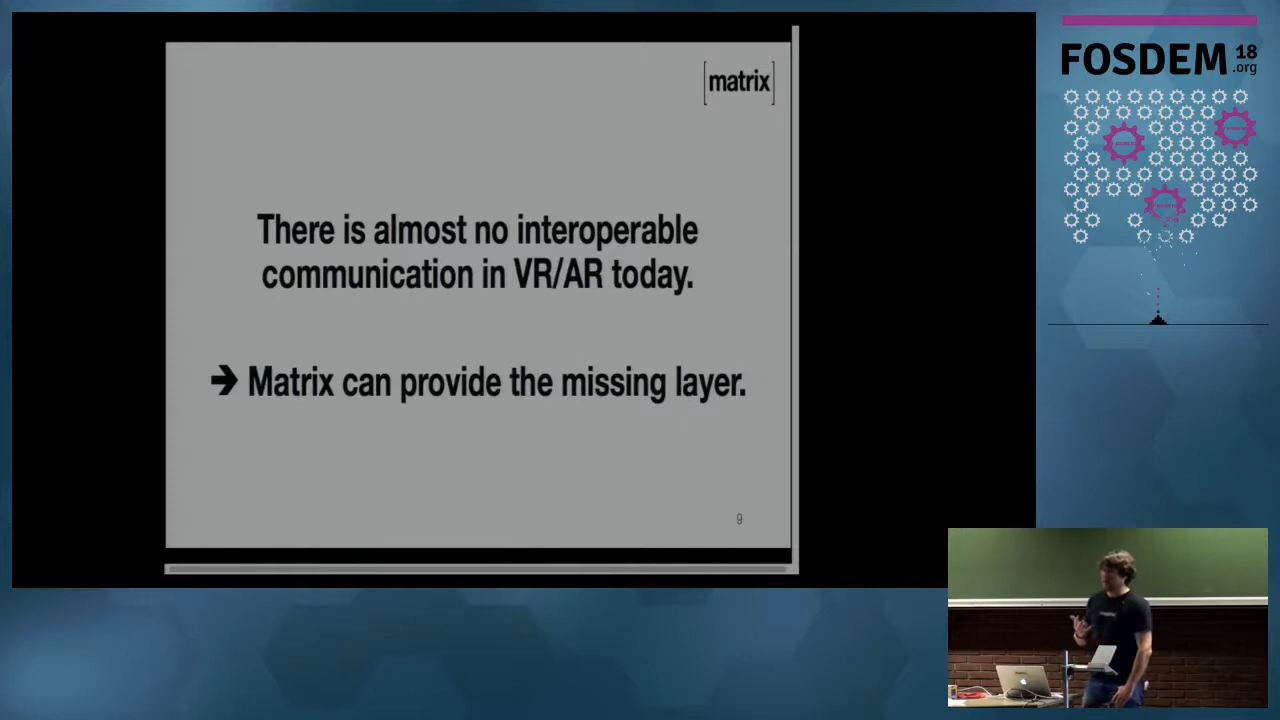 [matrix]
There is almost no interoperable
communication in VR/AR today.
➔ Matrix can provide the missing layer.
9
FOSDEM 18
.org